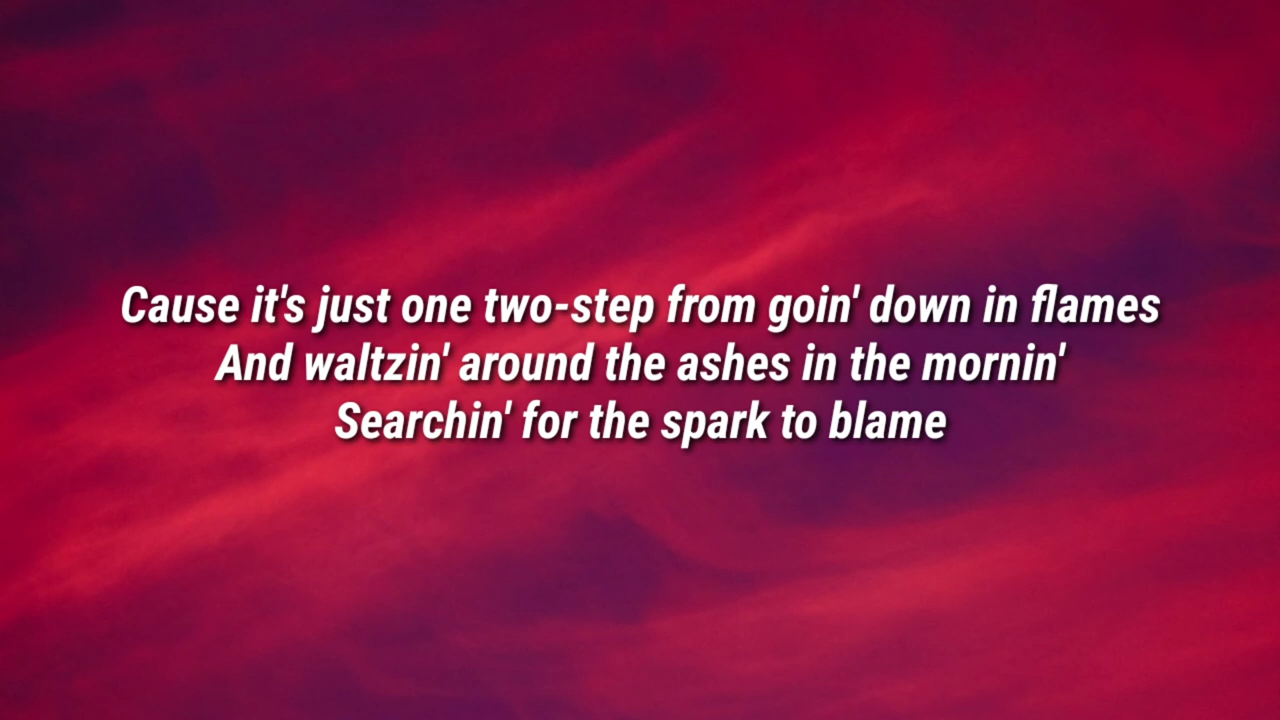 Cause it's just one two-step from goin' down in flames
And waltzin' around the ashes in the mornin'
Searchin' for the spark to blame